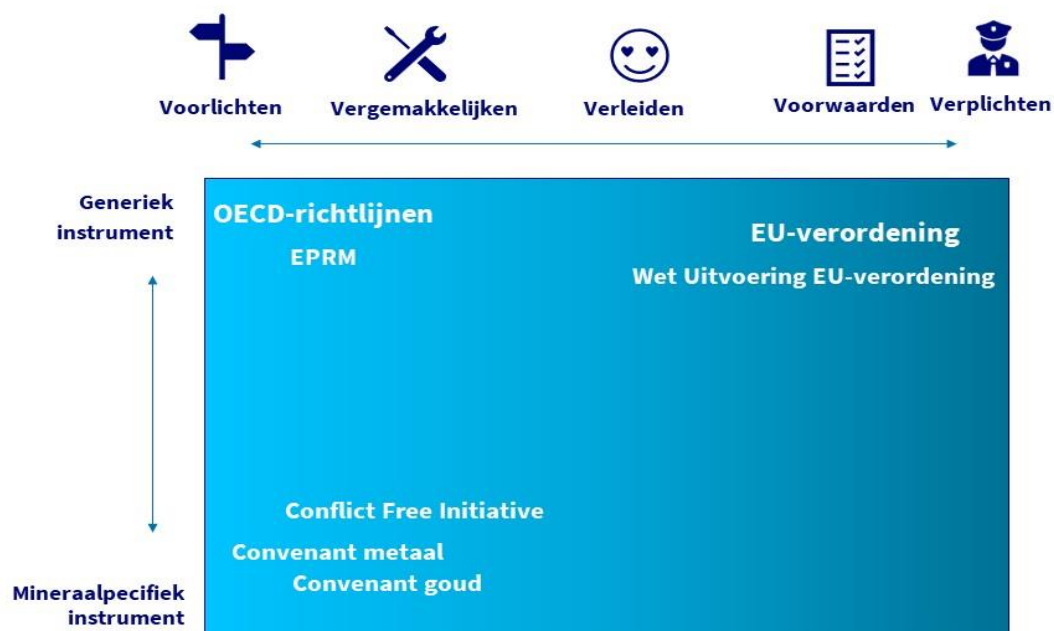 Voorlichten
Vergemakkelijken
Verleiden
Voorwaarden
Verplichten
Generiek
instrument
OECD-richtlijnen
EPRM
EU-verordening
Wet Uitvoering EU-verordening
Conflict Free Initiative
Convenant metaal
Convenant goud
Mineraalpecifiek
instrument